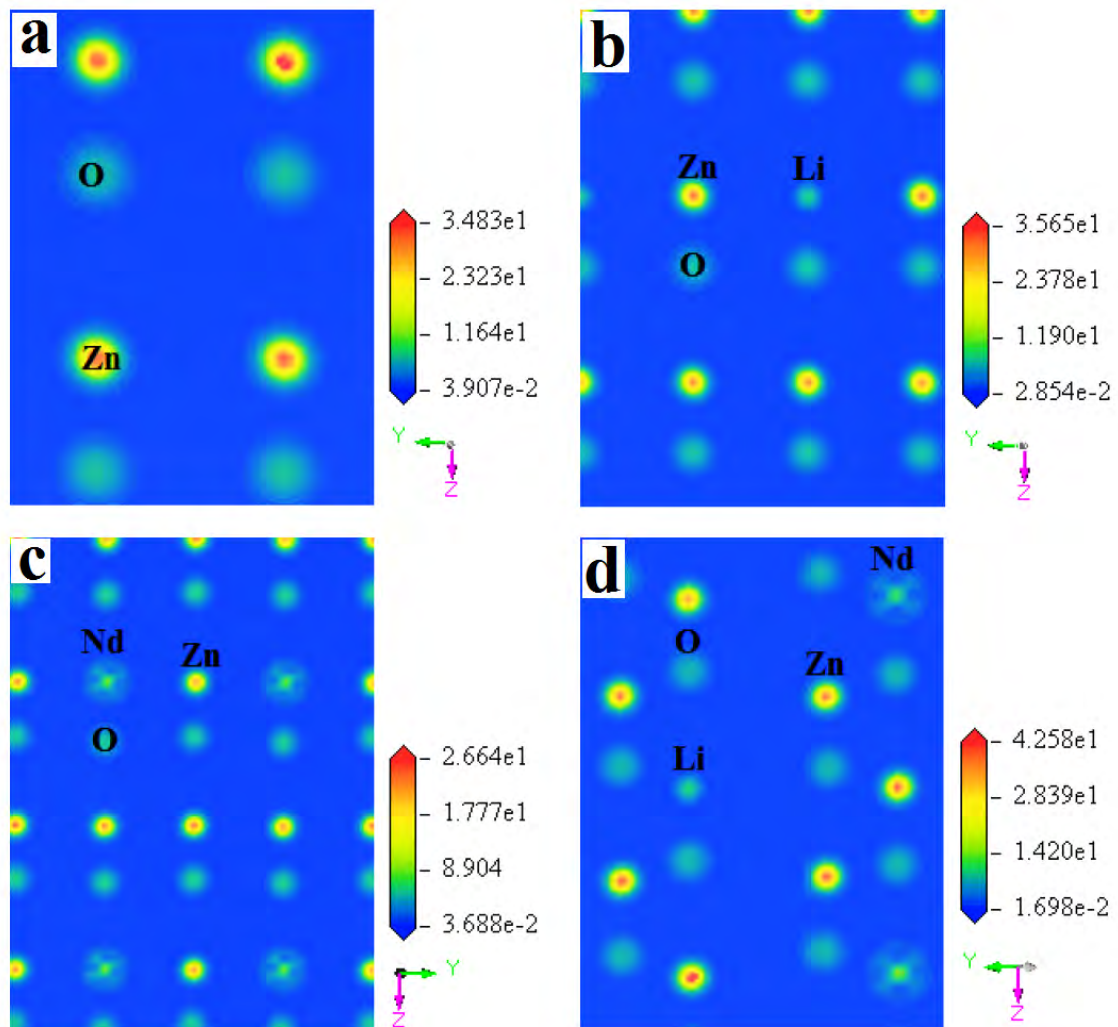 a
O
Zn
3.483e1
2.323e1
1.164e1
3.907e-2
Y
Z
b
Zn Li
O
3.565e1
2.378e1
1.190e1
2.854e-2
Y
Z
c
Nd Zn
O
2.664e1
1.777e1
8.904
3.688e-2
Y
Z
d
Nd
O
Zn
Li
4.258e1
2.839e1
1.420e1
1.698e-2
Y
Z